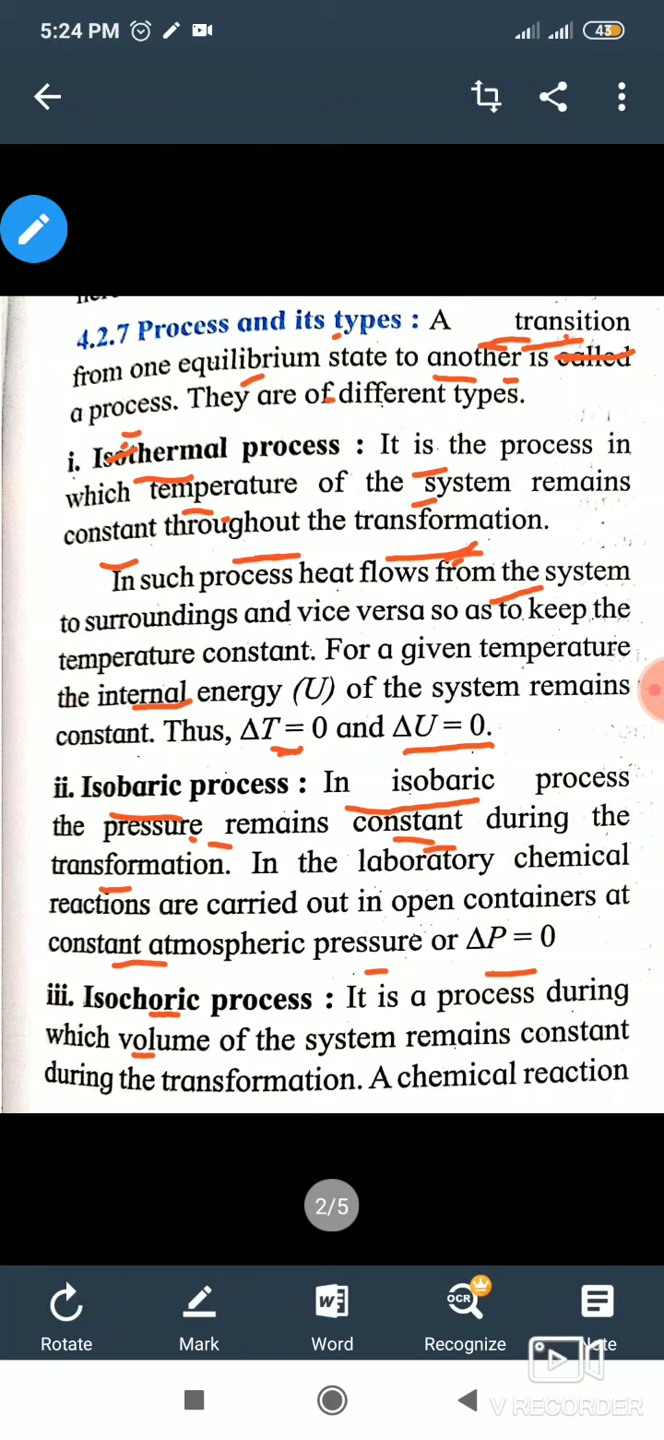 5:24 PM
43
4.2.7 Process and its types : A transition
from one equilibrium state to another is called
a process. They are of different types.
i. Isothermal process : It is the process in
which temperature of the system remains
constant throughout the transformation.
In such process heat flows from the system
to surroundings and vice versa so as to keep the
temperature constant. For a given temperature
the internal energy (U) of the system remains
constant. Thus, ΔT = 0 and ΔU = 0.
ii. Isobaric process : In isobaric process
the pressure remains constant during the
transformation. In the laboratory chemical
reactions are carried out in open containers at
constant atmospheric pressure or ΔP = 0
iii. Isochoric process : It is a process during
which volume of the system remains constant
during the transformation. A chemical reaction
2/5
W
OCR
Rotate Mark Word Recognize
V RECORDER